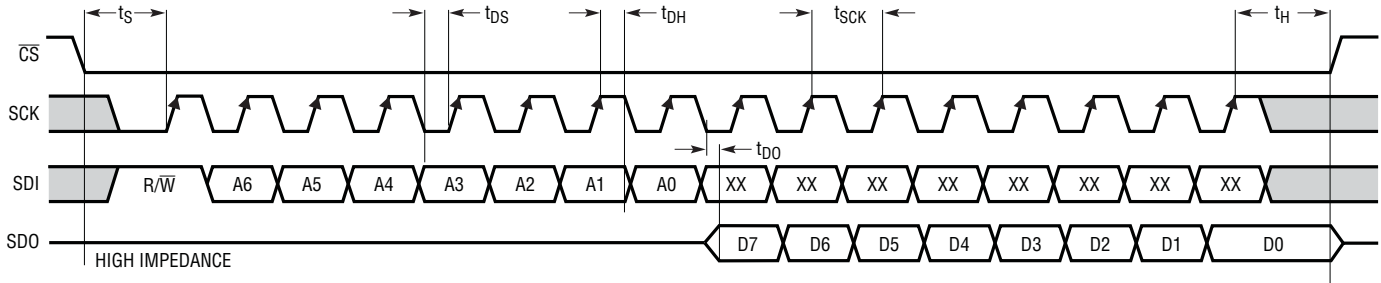 tS tDS tDH tSCK tH
C̅S̅
SCK
tDO
SDI R/W̅ A6 A5 A4 A3 A2 A1 A0 XX XX XX XX XX XX XX XX
SDO D7 D6 D5 D4 D3 D2 D1 D0
HIGH IMPEDANCE